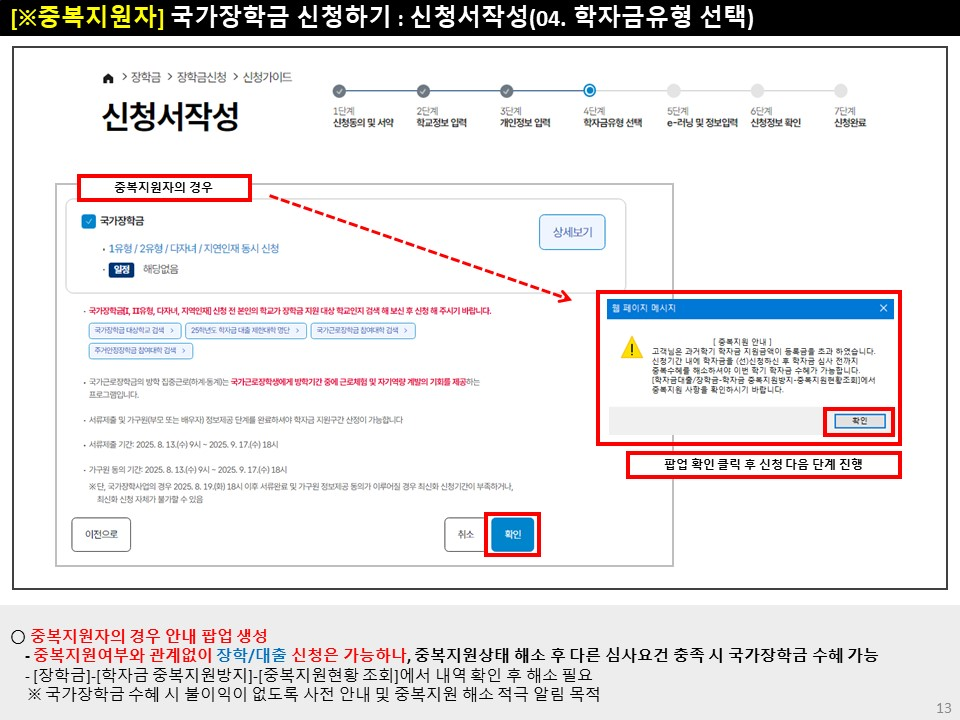 [※중복지원자] 국가장학금 신청하기 : 신청서작성(04. 학자금유형 선택)
> 장학금 > 장학금신청 > 신청가이드
신청서작성
1단계 신청동의 및 서약
2단계 학교정보 입력
3단계 개인정보 입력
4단계 학자금유형 선택
5단계 e-러닝 및 정보입력
6단계 신청정보 확인
7단계 신청완료
중복지원자의 경우
국가장학금
상세보기
· 1유형 / 2유형 / 다자녀 / 지연인재 동시 신청
· 일정 해당없음
· 국가장학금[I, II유형, 다자녀, 지역인재] 신청 전 본인의 학교가 장학금 지원 대상 학교인지 검색 해 보신 후 신청 해 주시기 바랍니다.
국가장학금 대상학교 검색 >
25학년도 학자금 대출 제한대학 명단 >
국가근로장학금 참여대학 검색 >
주거안정장학금 참여대학 검색 >
· 국가근로장학금의 방학 집중근로(하계·동계)는 국가근로장학생에게 방학기간 중에 근로체험 및 자기역량 계발의 기회를 제공하는
프로그램입니다.
· 서류제출 및 가구원(부모 또는 배우자) 정보제공 단계를 완료하셔야 학자금 지원구간 산정이 가능합니다
· 서류제출 기간: 2025. 8. 13.(수) 9시 ~ 2025. 9. 17.(수) 18시
· 가구원 동의 기간: 2025. 8. 13.(수) 9시 ~ 2025. 9. 17.(수) 18시
※ 단, 국가장학사업의 경우 2025. 8. 19.(화) 18시 이후 서류완료 및 가구원 정보제공 동의가 이루어질 경우 최신화 신청기간이 부족하거나,
최신화 신청 자체가 불가할 수 있음
이전으로
취소
확인
웹 페이지 메시지
[ 중복지원 안내 ]
고객님은 과거학기 학자금 지원금액이 등록금을 초과 하였습니다.
신청기간 내에 학자금을 (선)신청하신 후 학자금 심사 전까지
중복수혜를 해소하셔야 이번 학기 학자금 수혜가 가능합니다.
[학자금대출/장학금-학자금 중복지원방지-중복지원현황조회]에서
중복지원 사항을 확인하시기 바랍니다.
확인
팝업 확인 클릭 후 신청 다음 단계 진행
○ 중복지원자의 경우 안내 팝업 생성
- 중복지원여부와 관계없이 장학/대출 신청은 가능하나, 중복지원상태 해소 후 다른 심사요건 충족 시 국가장학금 수혜 가능
- [장학금]-[학자금 중복지원방지]-[중복지원현황 조회]에서 내역 확인 후 해소 필요
※ 국가장학금 수혜 시 불이익이 없도록 사전 안내 및 중복지원 해소 적극 알림 목적
13